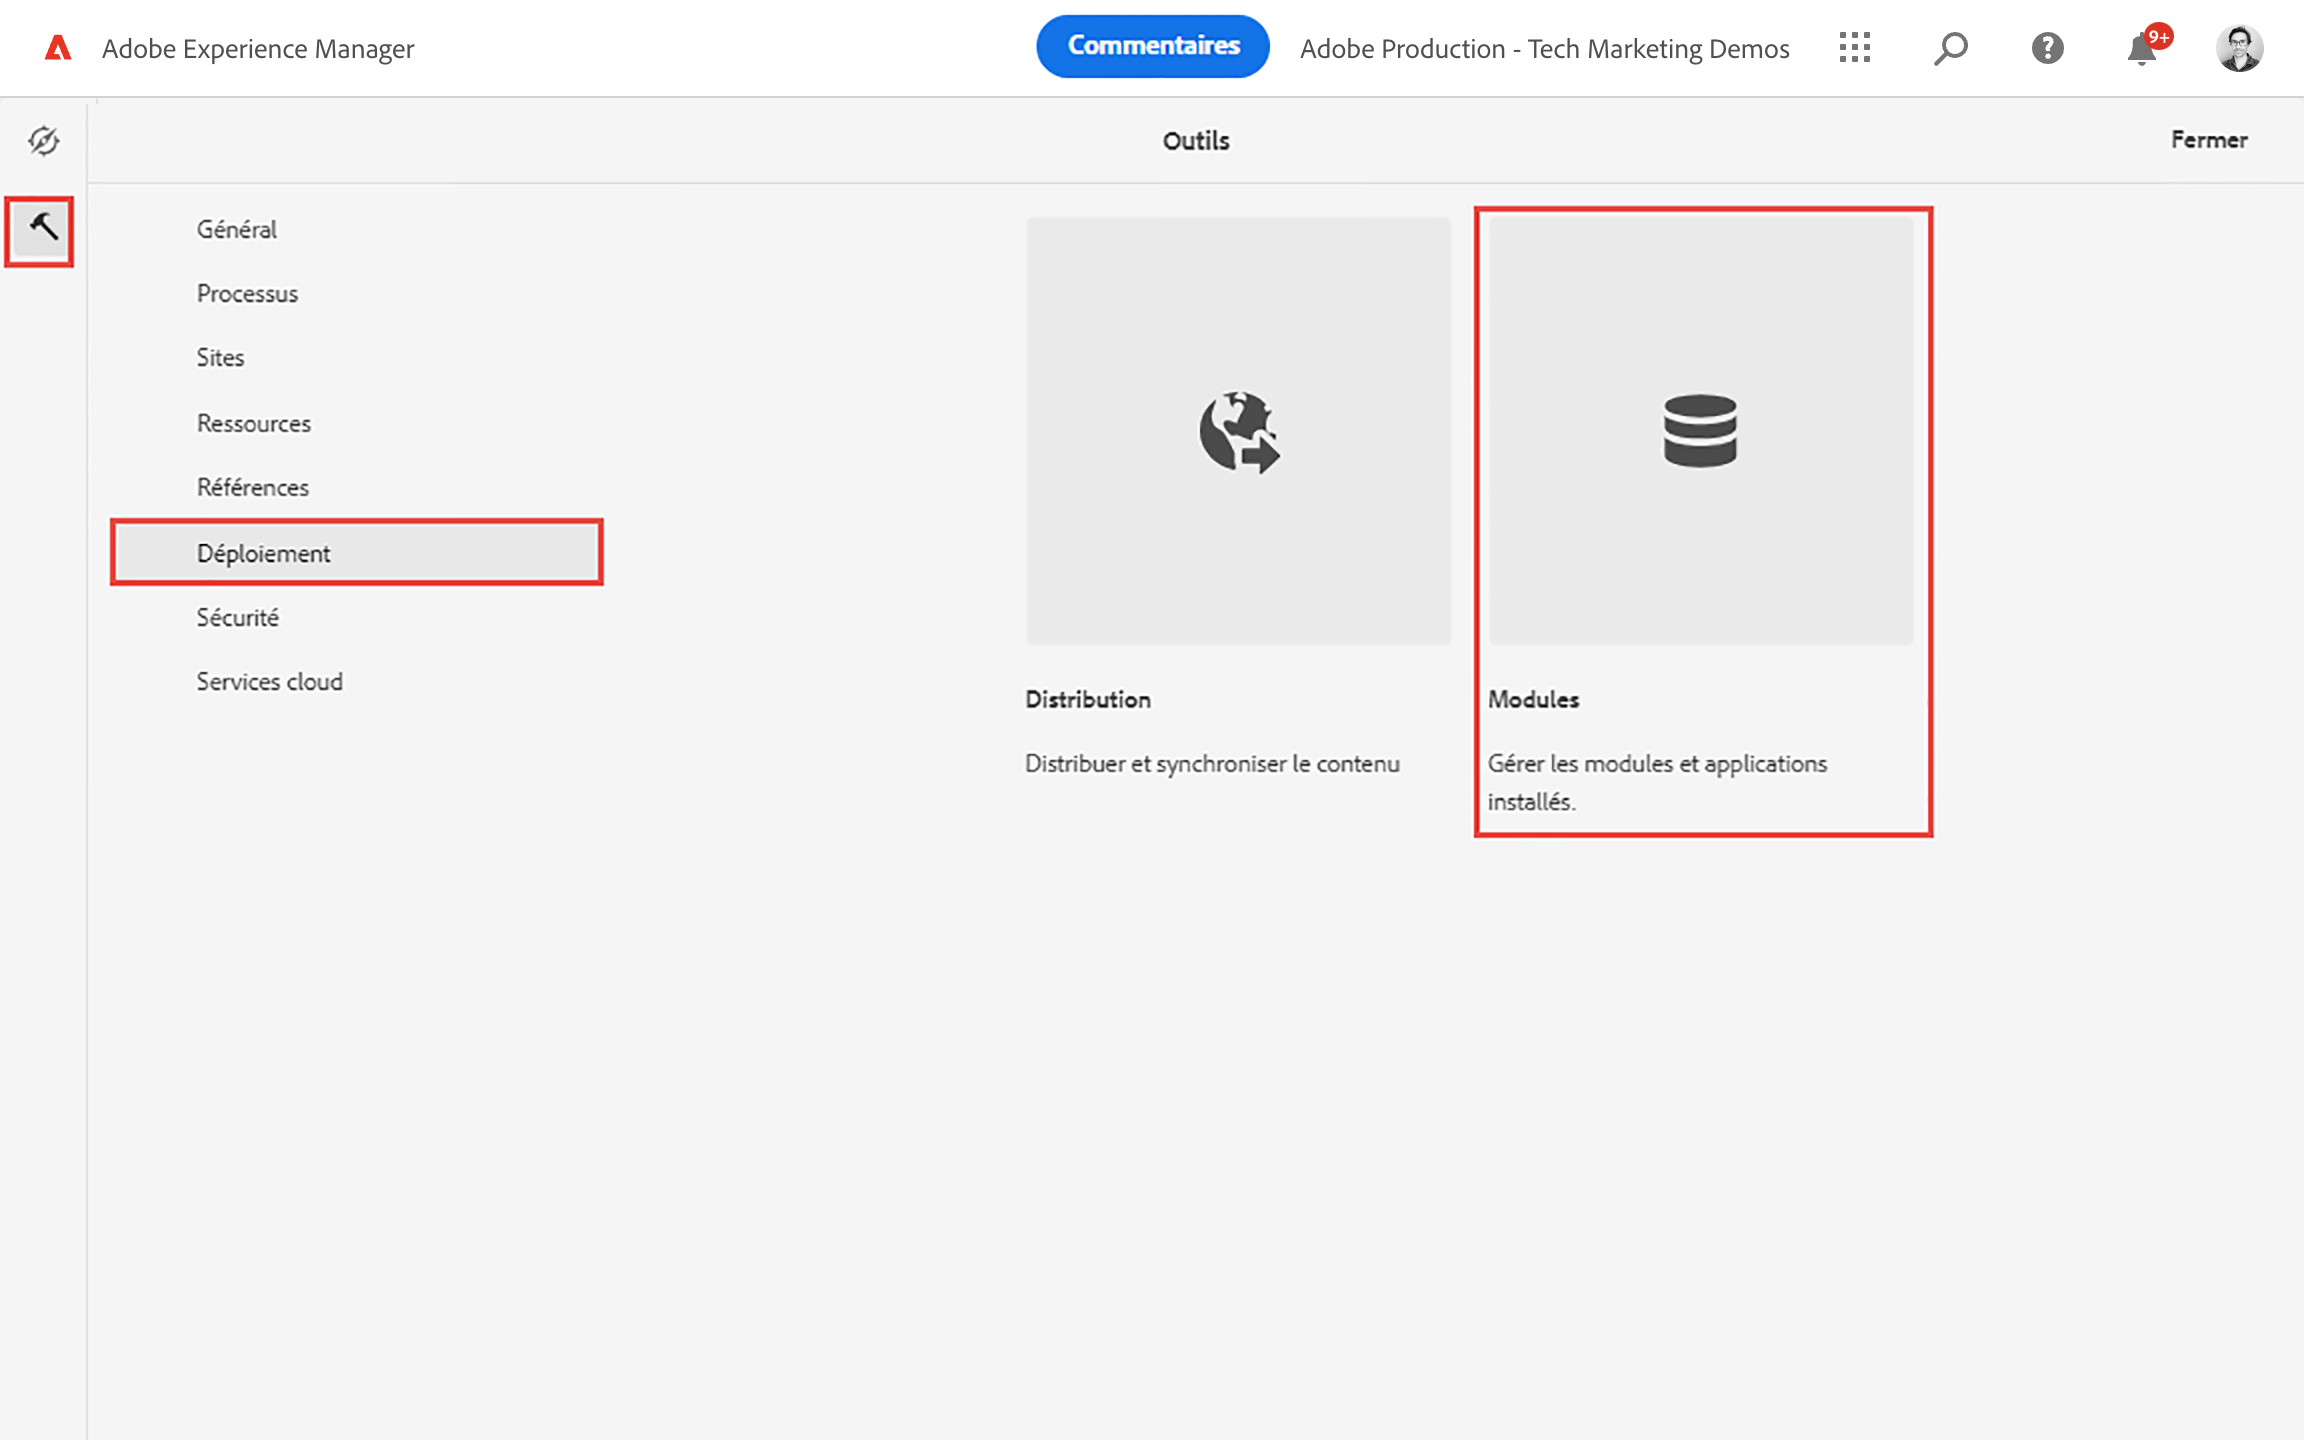 Adobe Experience Manager
Commentaires
Adobe Production - Tech Marketing Demos
9+
Outils
Fermer
Général
Processus
Sites
Ressources
Références
Déploiement
Sécurité
Services cloud
Distribution
Distribuer et synchroniser le contenu
Modules
Gérer les modules et applications
installés.